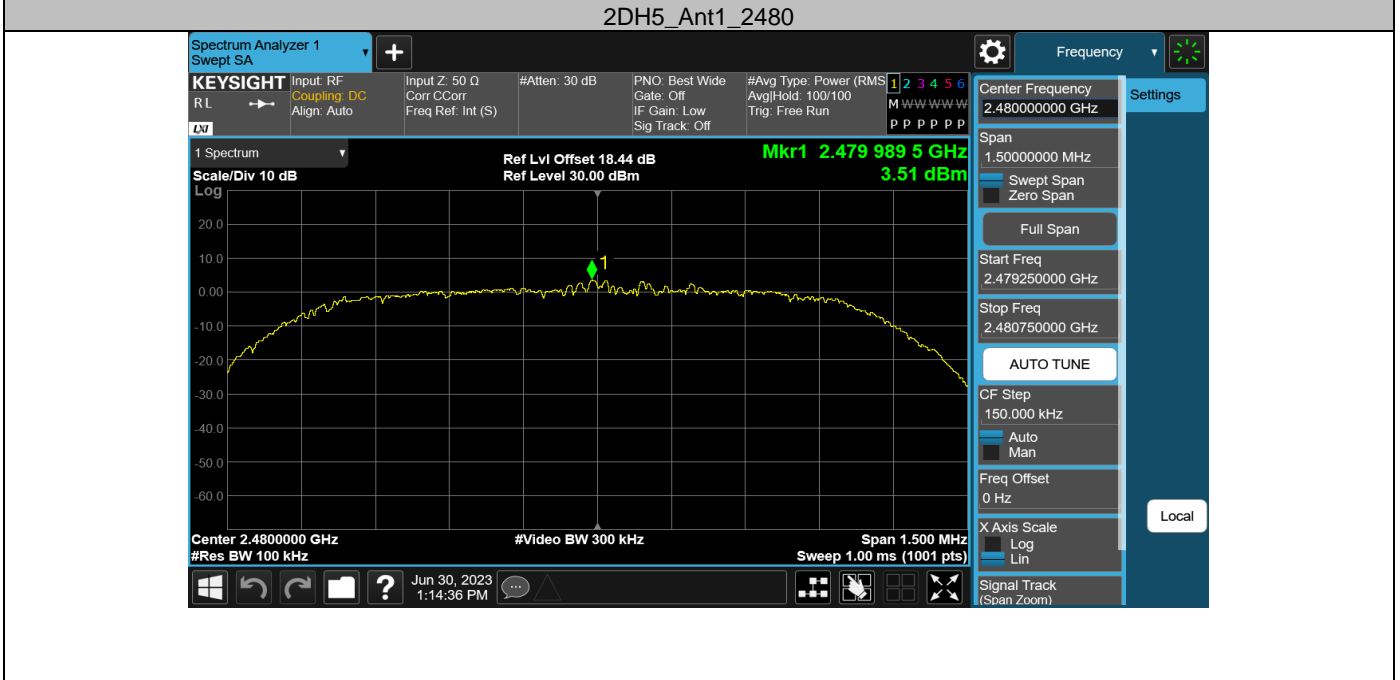 2DH5_Ant1_2480
Spectrum Analyzer 1
Swept SA
Frequency
KEYSIGHT
RL
LXI
Input: RF
Coupling: DC
Align: Auto
Input Z: 50 Ω
Corr CCorr
Freq Ref: Int (S)
#Atten: 30 dB
PNO: Best Wide
Gate: Off
IF Gain: Low
Sig Track: Off
#Avg Type: Power (RMS
Avg|Hold: 100/100
Trig: Free Run
1 2 3 4 5 6
M W W W W W
P P P P P P
1 Spectrum
Scale/Div 10 dB
Ref Lvl Offset 18.44 dB
Ref Level 30.00 dBm
Mkr1 2.479 989 5 GHz
3.51 dBm
Log
20.0
10.0
0.00
-10.0
-20.0
-30.0
-40.0
-50.0
-60.0
1
Center 2.4800000 GHz
#Res BW 100 kHz
#Video BW 300 kHz
Span 1.500 MHz
Sweep 1.00 ms (1001 pts)
Jun 30, 2023
1:14:36 PM
Center Frequency
2.480000000 GHz
Settings
Span
1.50000000 MHz
Swept Span
Zero Span
Full Span
Start Freq
2.479250000 GHz
Stop Freq
2.480750000 GHz
AUTO TUNE
CF Step
150.000 kHz
Auto
Man
Freq Offset
0 Hz
X Axis Scale
Log
Lin
Local
Signal Track
(Span Zoom)